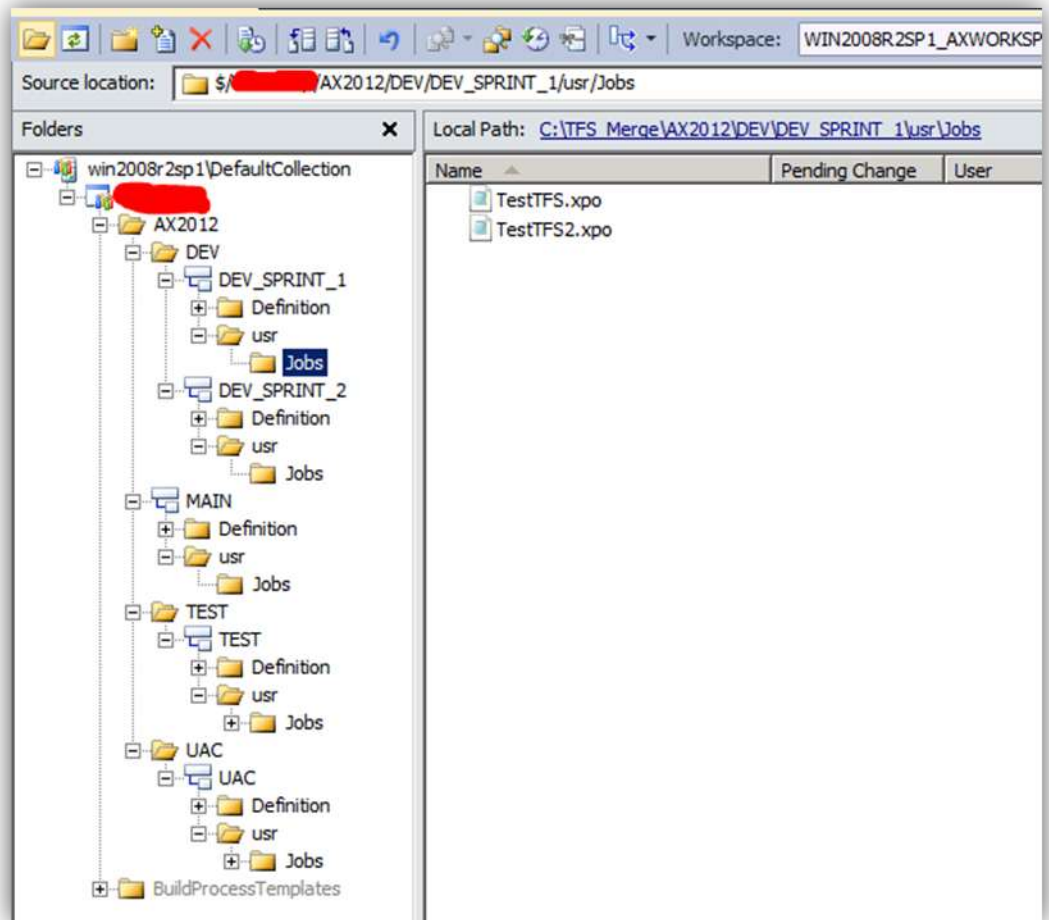 Workspace: WIN2008R2SP1_AXWORKSP
Source location: $/ /AX2012/DEV/DEV_SPRINT_1/usr/Jobs
Folders
Local Path: C:\TFS_Merge\AX2012\DEV\DEV_SPRINT_1\usr\Jobs
Name Pending Change User
TestTFS.xpo
TestTFS2.xpo
win2008r2sp1\DefaultCollection
AX2012
DEV
DEV_SPRINT_1
Definition
usr
Jobs
DEV_SPRINT_2
Definition
usr
Jobs
MAIN
Definition
usr
Jobs
TEST
TEST
Definition
usr
Jobs
UAC
UAC
Definition
usr
Jobs
BuildProcessTemplates